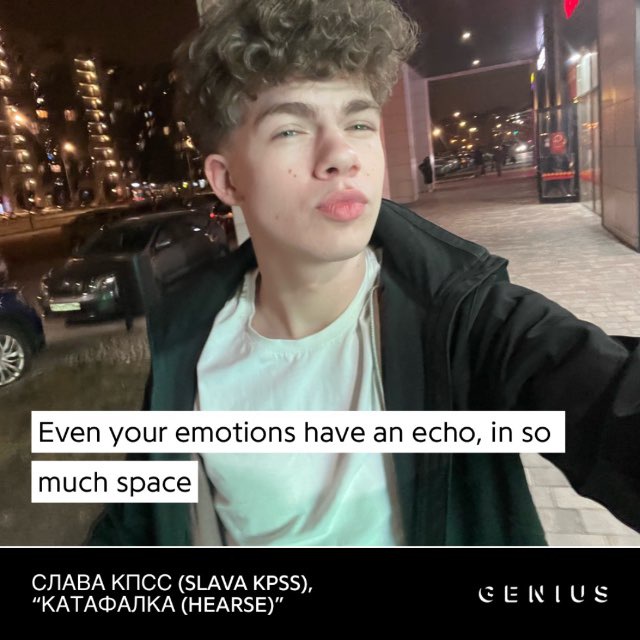 Even your emotions have an echo, in so
much space
СЛАВА КПСС (SLAVA KPSS),
“КАТАФАЛКА (HEARSE)”
GENIUS